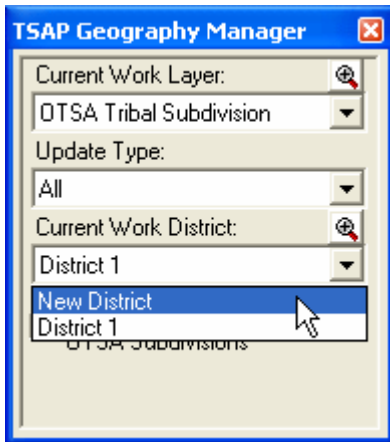 TSAP Geography Manager
Current Work Layer:
OTSA Tribal Subdivision
Update Type:
All
Current Work District:
District 1
New District
District 1
OTSA Subdivisions